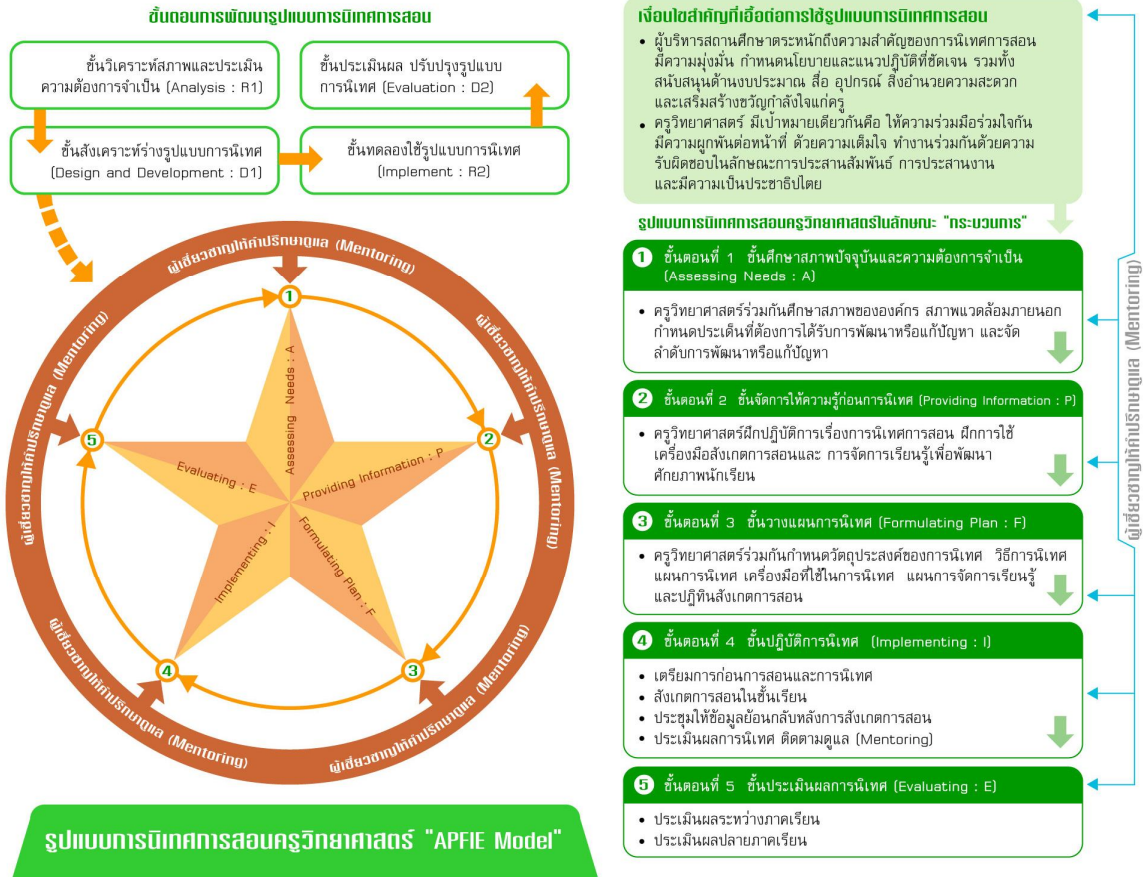 ขั้นตอนการพัฒนารูปแบบการนิเทศการสอน
ขั้นวิเคราะห์สภาพและประเมิน
ความต้องการจำเป็น (Analysis : R1)
ขั้นประเมินผล ปรับปรุงรูปแบบ
การนิเทศ (Evaluation : D2)
ขั้นสังเคราะห์ร่างรูปแบบการนิเทศ
(Design and Development : D1)
ขั้นทดลองใช้รูปแบบการนิเทศ
(Implement : R2)
ผู้เชี่ยวชาญให้คำปรึกษาดูแล (Mentoring)
ผู้เชี่ยวชาญให้คำปรึกษาดูแล (Mentoring)
ผู้เชี่ยวชาญให้คำปรึกษาดูแล (Mentoring)
ผู้เชี่ยวชาญให้คำปรึกษาดูแล (Mentoring)
ผู้เชี่ยวชาญให้คำปรึกษาดูแล (Mentoring)
1
2
3
4
5
Assessing Needs : A
Providing Information : P
Formulating Plan : F
Implementing : I
Evaluating : E
รูปแบบการนิเทศการสอนครูวิทยาศาสตร์ "APFIE Model"
เงื่อนไขสำคัญที่เอื้อต่อการใช้รูปแบบการนิเทศการสอน
• ผู้บริหารสถานศึกษาตระหนักถึงความสำคัญของการนิเทศการสอน
มีความมุ่งมั่น กำหนดนโยบายและแนวปฏิบัติที่ชัดเจน รวมทั้ง
สนับสนุนด้านงบประมาณ สื่อ อุปกรณ์ สิ่งอำนวยความสะดวก
และเสริมสร้างขวัญกำลังใจแก่ครู
• ครูวิทยาศาสตร์ มีเป้าหมายเดียวกันคือ ให้ความร่วมมือร่วมใจกัน
มีความผูกพันต่อหน้าที่ ด้วยความเต็มใจ ทำงานร่วมกันด้วยความ
รับผิดชอบในลักษณะการประสานสัมพันธ์ การประสานงาน
และมีความเป็นประชาธิปไตย
รูปแบบการนิเทศการสอนครูวิทยาศาสตร์ในลักษณะ "กระบวนการ"
1 ขั้นตอนที่ 1 ขั้นศึกษาสภาพปัจจุบันและความต้องการจำเป็น
(Assessing Needs : A)
• ครูวิทยาศาสตร์ร่วมกันศึกษาสภาพขององค์กร สภาพแวดล้อมภายนอก
กำหนดประเด็นที่ต้องการได้รับการพัฒนาหรือแก้ปัญหา และจัด
ลำดับการพัฒนาหรือแก้ปัญหา
2 ขั้นตอนที่ 2 ขั้นจัดการให้ความรู้ก่อนการนิเทศ (Providing Information : P)
• ครูวิทยาศาสตร์ฝึกปฏิบัติการเรื่องการนิเทศการสอน ฝึกการใช้
เครื่องมือสังเกตการสอนและ การจัดการเรียนรู้เพื่อพัฒนา
ศักยภาพนักเรียน
3 ขั้นตอนที่ 3 ขั้นวางแผนการนิเทศ (Formulating Plan : F)
• ครูวิทยาศาสตร์ร่วมกันกำหนดวัตถุประสงค์ของการนิเทศ วิธีการนิเทศ
แผนการนิเทศ เครื่องมือที่ใช้ในการนิเทศ แผนการจัดการเรียนรู้
และปฏิทินสังเกตการสอน
4 ขั้นตอนที่ 4 ขั้นปฏิบัติการนิเทศ (Implementing : I)
• เตรียมการก่อนการสอนและการนิเทศ
• สังเกตการสอนในชั้นเรียน
• ประชุมให้ข้อมูลย้อนกลับหลังการสังเกตการสอน
• ประเมินผลการนิเทศ ติดตามดูแล (Mentoring)
5 ขั้นตอนที่ 5 ขั้นประเมินผลการนิเทศ (Evaluating : E)
• ประเมินผลระหว่างภาคเรียน
• ประเมินผลปลายภาคเรียน
ผู้เชี่ยวชาญให้คำปรึกษาดูแล (Mentoring)